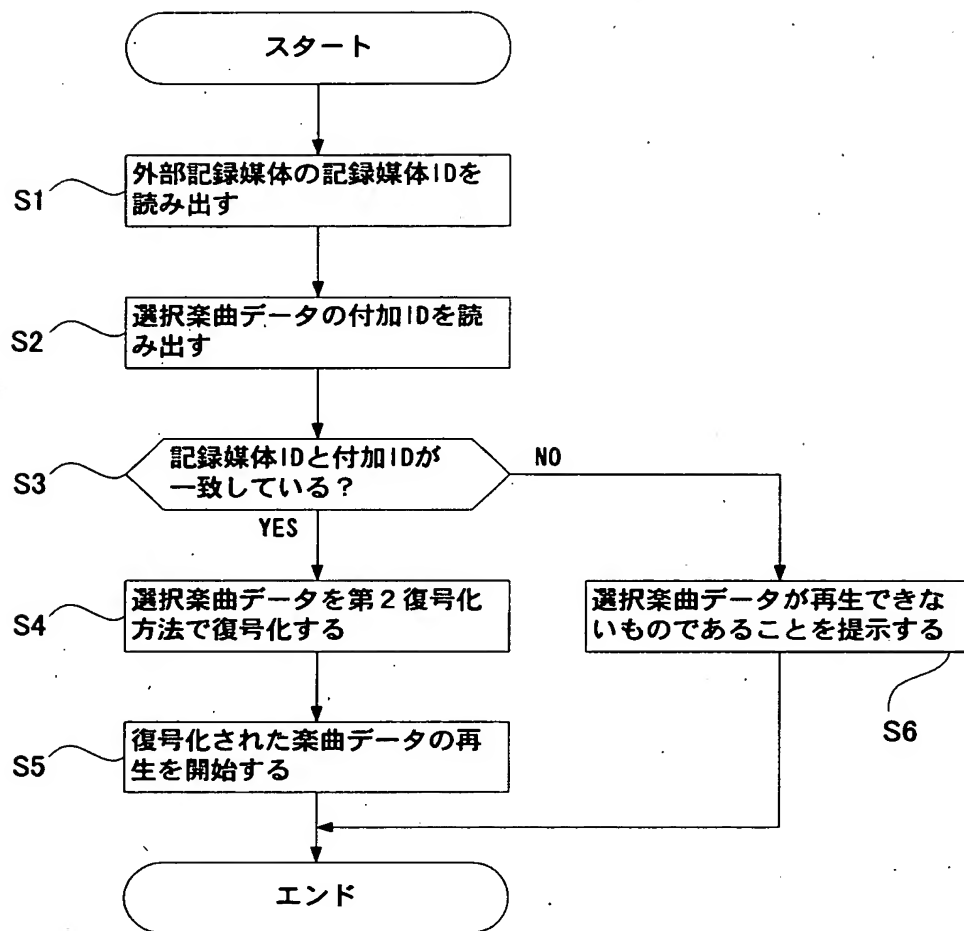 スタート
S1
外部記録媒体の記録媒体IDを
読み出す
S2
選択楽曲データの付加IDを読
み出す
S3
記録媒体IDと付加IDが
一致している?
NO
YES
S4
選択楽曲データを第2復号化
方法で復号化する
選択楽曲データが再生できな
いものであることを提示する
S6
S5
復号化された楽曲データの再
生を開始する
エンド